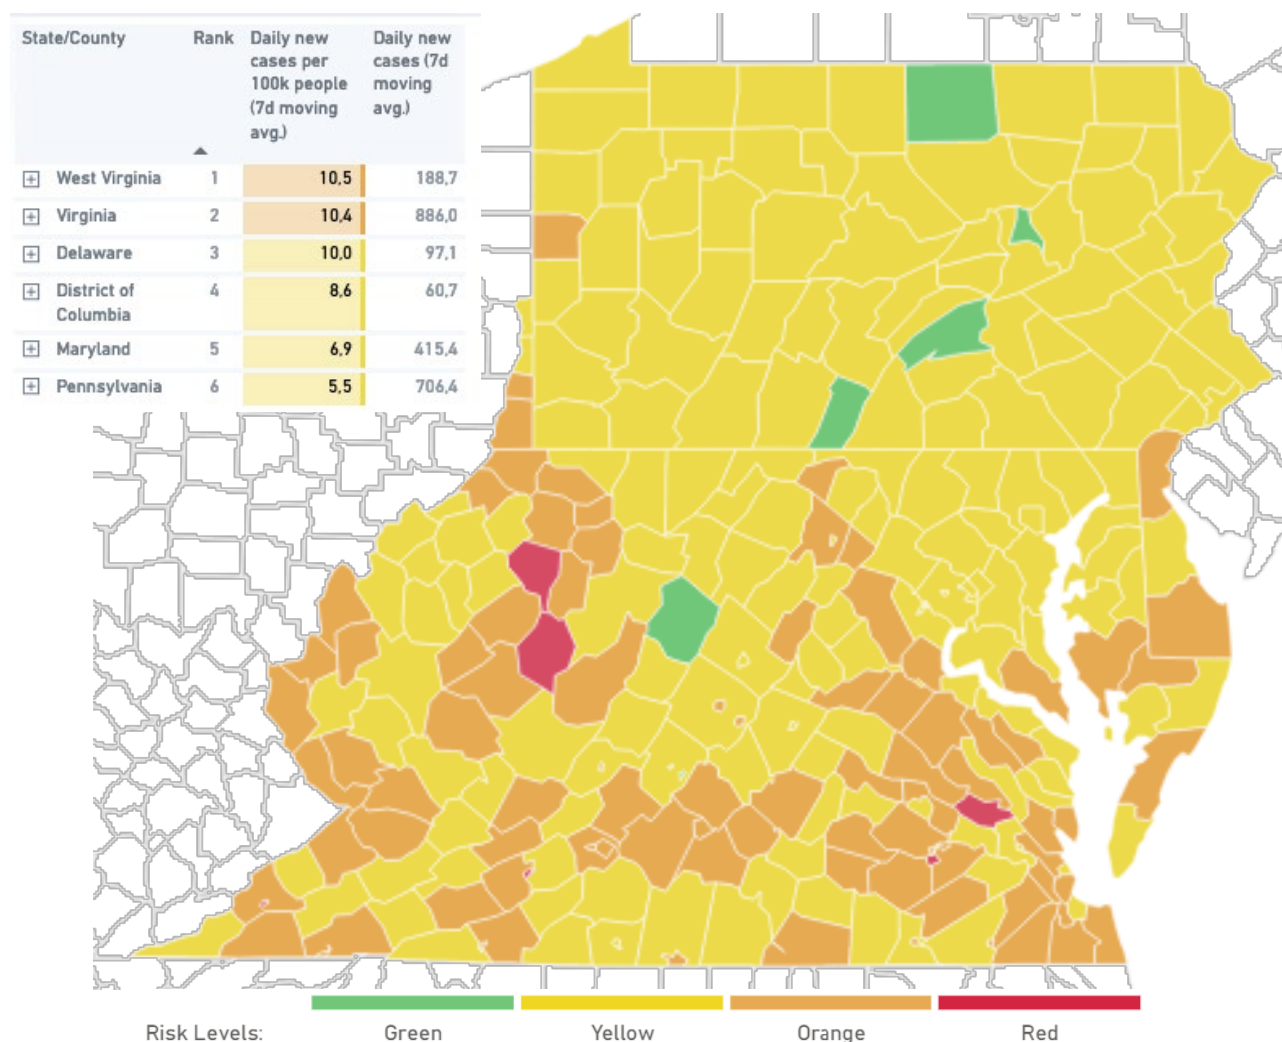 State/County Rank Daily new Daily new
cases per cases (7d
100k people moving
(7d moving avg.)
avg.)
West Virginia 1 10,5 188,7
Virginia 2 10,4 886,0
Delaware 3 10,0 97,1
District of 4 8,6 60,7
Columbia
Maryland 5 6,9 415,4
Pennsylvania 6 5,5 706,4
Risk Levels: Green Yellow Orange Red